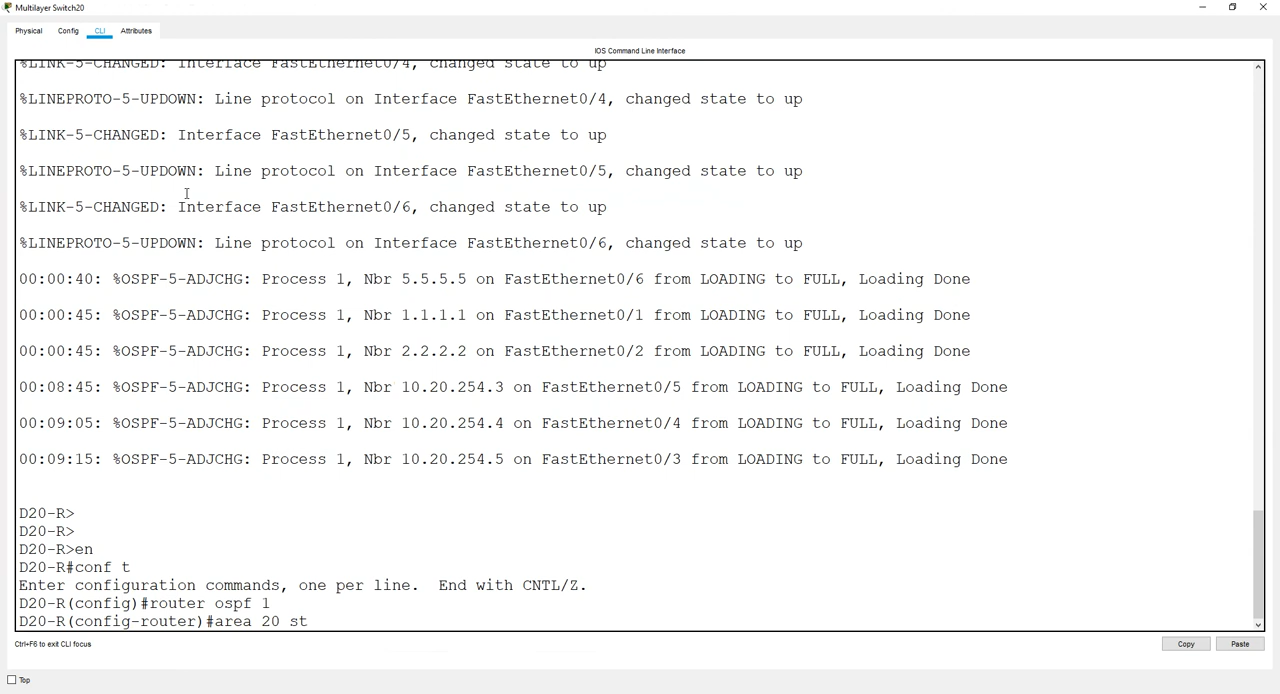 Multilayer Switch20
Physical Config CLI Attributes
IOS Command Line Interface
%LINK-5-CHANGED: Interface FastEthernet0/4, changed state to up
%LINEPROTO-5-UPDOWN: Line protocol on Interface FastEthernet0/4, changed state to up
%LINK-5-CHANGED: Interface FastEthernet0/5, changed state to up
%LINEPROTO-5-UPDOWN: Line protocol on Interface FastEthernet0/5, changed state to up
%LINK-5-CHANGED: Interface FastEthernet0/6, changed state to up
%LINEPROTO-5-UPDOWN: Line protocol on Interface FastEthernet0/6, changed state to up
00:00:40: %OSPF-5-ADJCHG: Process 1, Nbr 5.5.5.5 on FastEthernet0/6 from LOADING to FULL, Loading Done
00:00:45: %OSPF-5-ADJCHG: Process 1, Nbr 1.1.1.1 on FastEthernet0/1 from LOADING to FULL, Loading Done
00:00:45: %OSPF-5-ADJCHG: Process 1, Nbr 2.2.2.2 on FastEthernet0/2 from LOADING to FULL, Loading Done
00:08:45: %OSPF-5-ADJCHG: Process 1, Nbr 10.20.254.3 on FastEthernet0/5 from LOADING to FULL, Loading Done
00:09:05: %OSPF-5-ADJCHG: Process 1, Nbr 10.20.254.4 on FastEthernet0/4 from LOADING to FULL, Loading Done
00:09:15: %OSPF-5-ADJCHG: Process 1, Nbr 10.20.254.5 on FastEthernet0/3 from LOADING to FULL, Loading Done
D20-R>
D20-R>
D20-R>en
D20-R#conf t
Enter configuration commands, one per line.  End with CNTL/Z.
D20-R(config)#router ospf 1
D20-R(config-router)#area 20 st
Ctrl+F6 to exit CLI focus
Copy Paste
Top